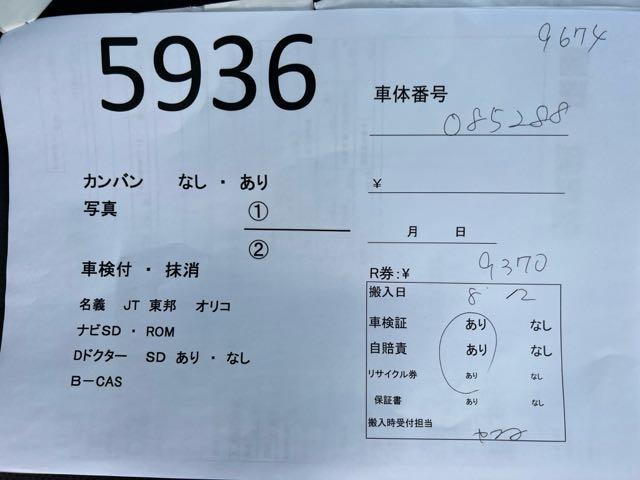 5936
9674
車体番号
085288
カンバン なし ・ あり
¥
写真 ①
②
月 日
車検付 ・ 抹消
R券:¥ 9370
名義 JT 東邦 オリコ
ナビSD ・ ROM
Dドクター SD あり ・ なし
B－CAS
搬入日 8 12
車検証 あり なし
自賠責 あり なし
リサイクル券 あり なし
保証書 あり なし
搬入時受付担当